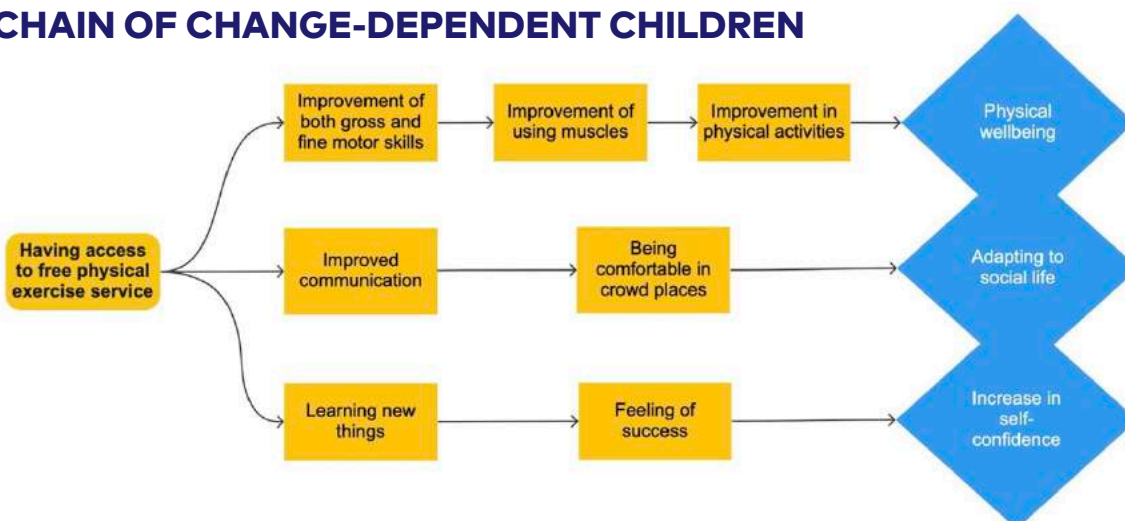 CHAIN OF CHANGE-DEPENDENT CHILDREN
Improvement of
both gross and
fine motor skills
Improvement of
using muscles
Improvement in
physical activities
Physical
wellbeing
Having access
to free physical
exercise service
Improved
communication
Being
comfortable in
crowd places
Adapting to
social life
Learning new
things
Feeling of
success
Increase in
self-
confidence